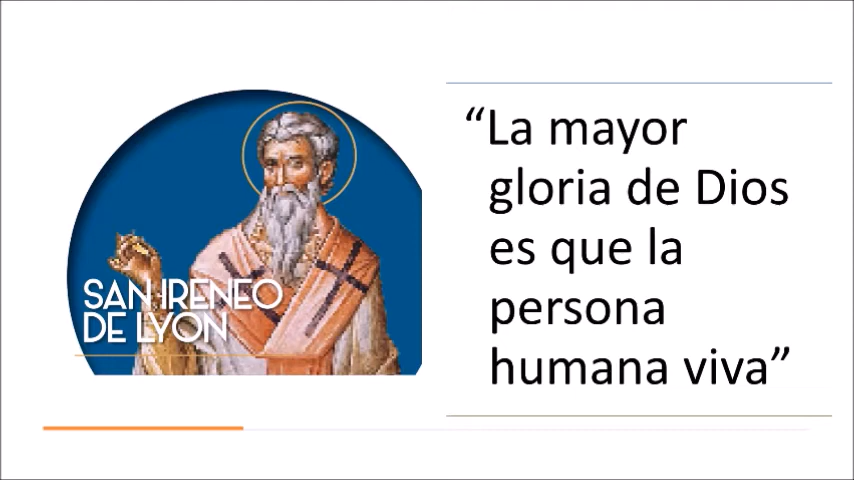 SAN IRENEO
DE LYON
“La mayor
gloria de Dios
es que la
persona
humana viva”